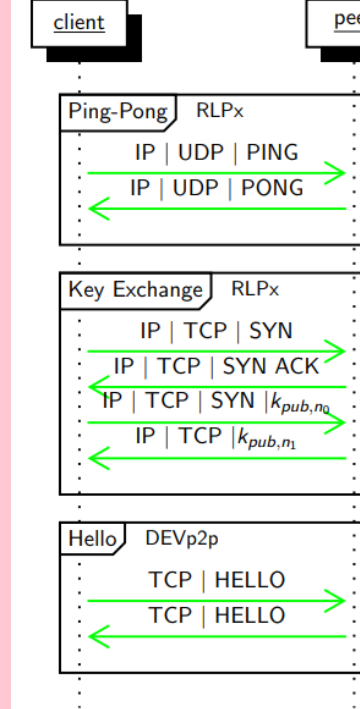 client
pee
Ping-Pong RLPx
IP | UDP | PING
IP | UDP | PONG
Key Exchange RLPx
IP | TCP | SYN
IP | TCP | SYN ACK
IP | TCP | SYN |k_{pub,n_0}
IP | TCP |k_{pub,n_1}
Hello DEVp2p
TCP | HELLO
TCP | HELLO